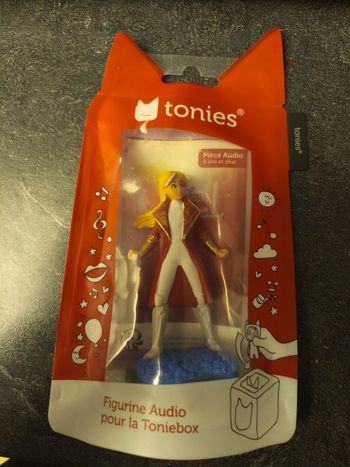 tonies®
tonies®
Pièce Audio
5 ans et plus
Figurine Audio
pour la Toniebox